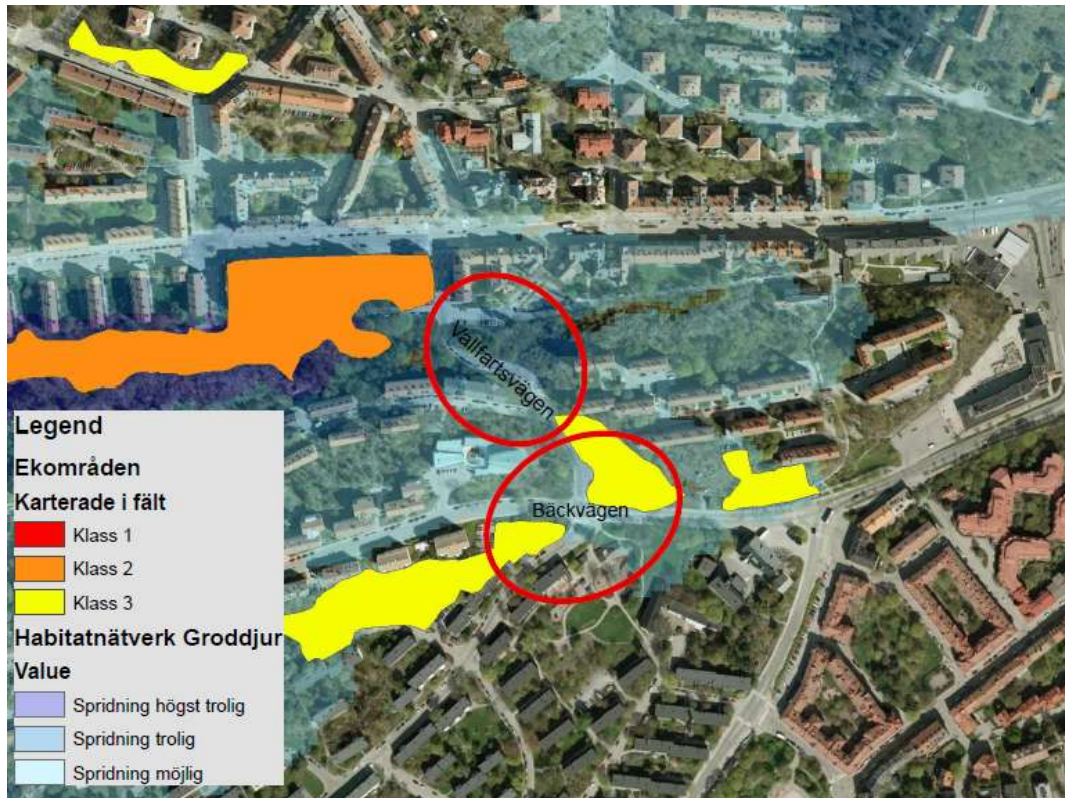 Vallfartsvägen
Bäckvägen
Legend
Ekområden
Karterade i fält
Klass 1
Klass 2
Klass 3
Habitatnätverk Groddjur
Value
Spridning högst trolig
Spridning trolig
Spridning möjlig